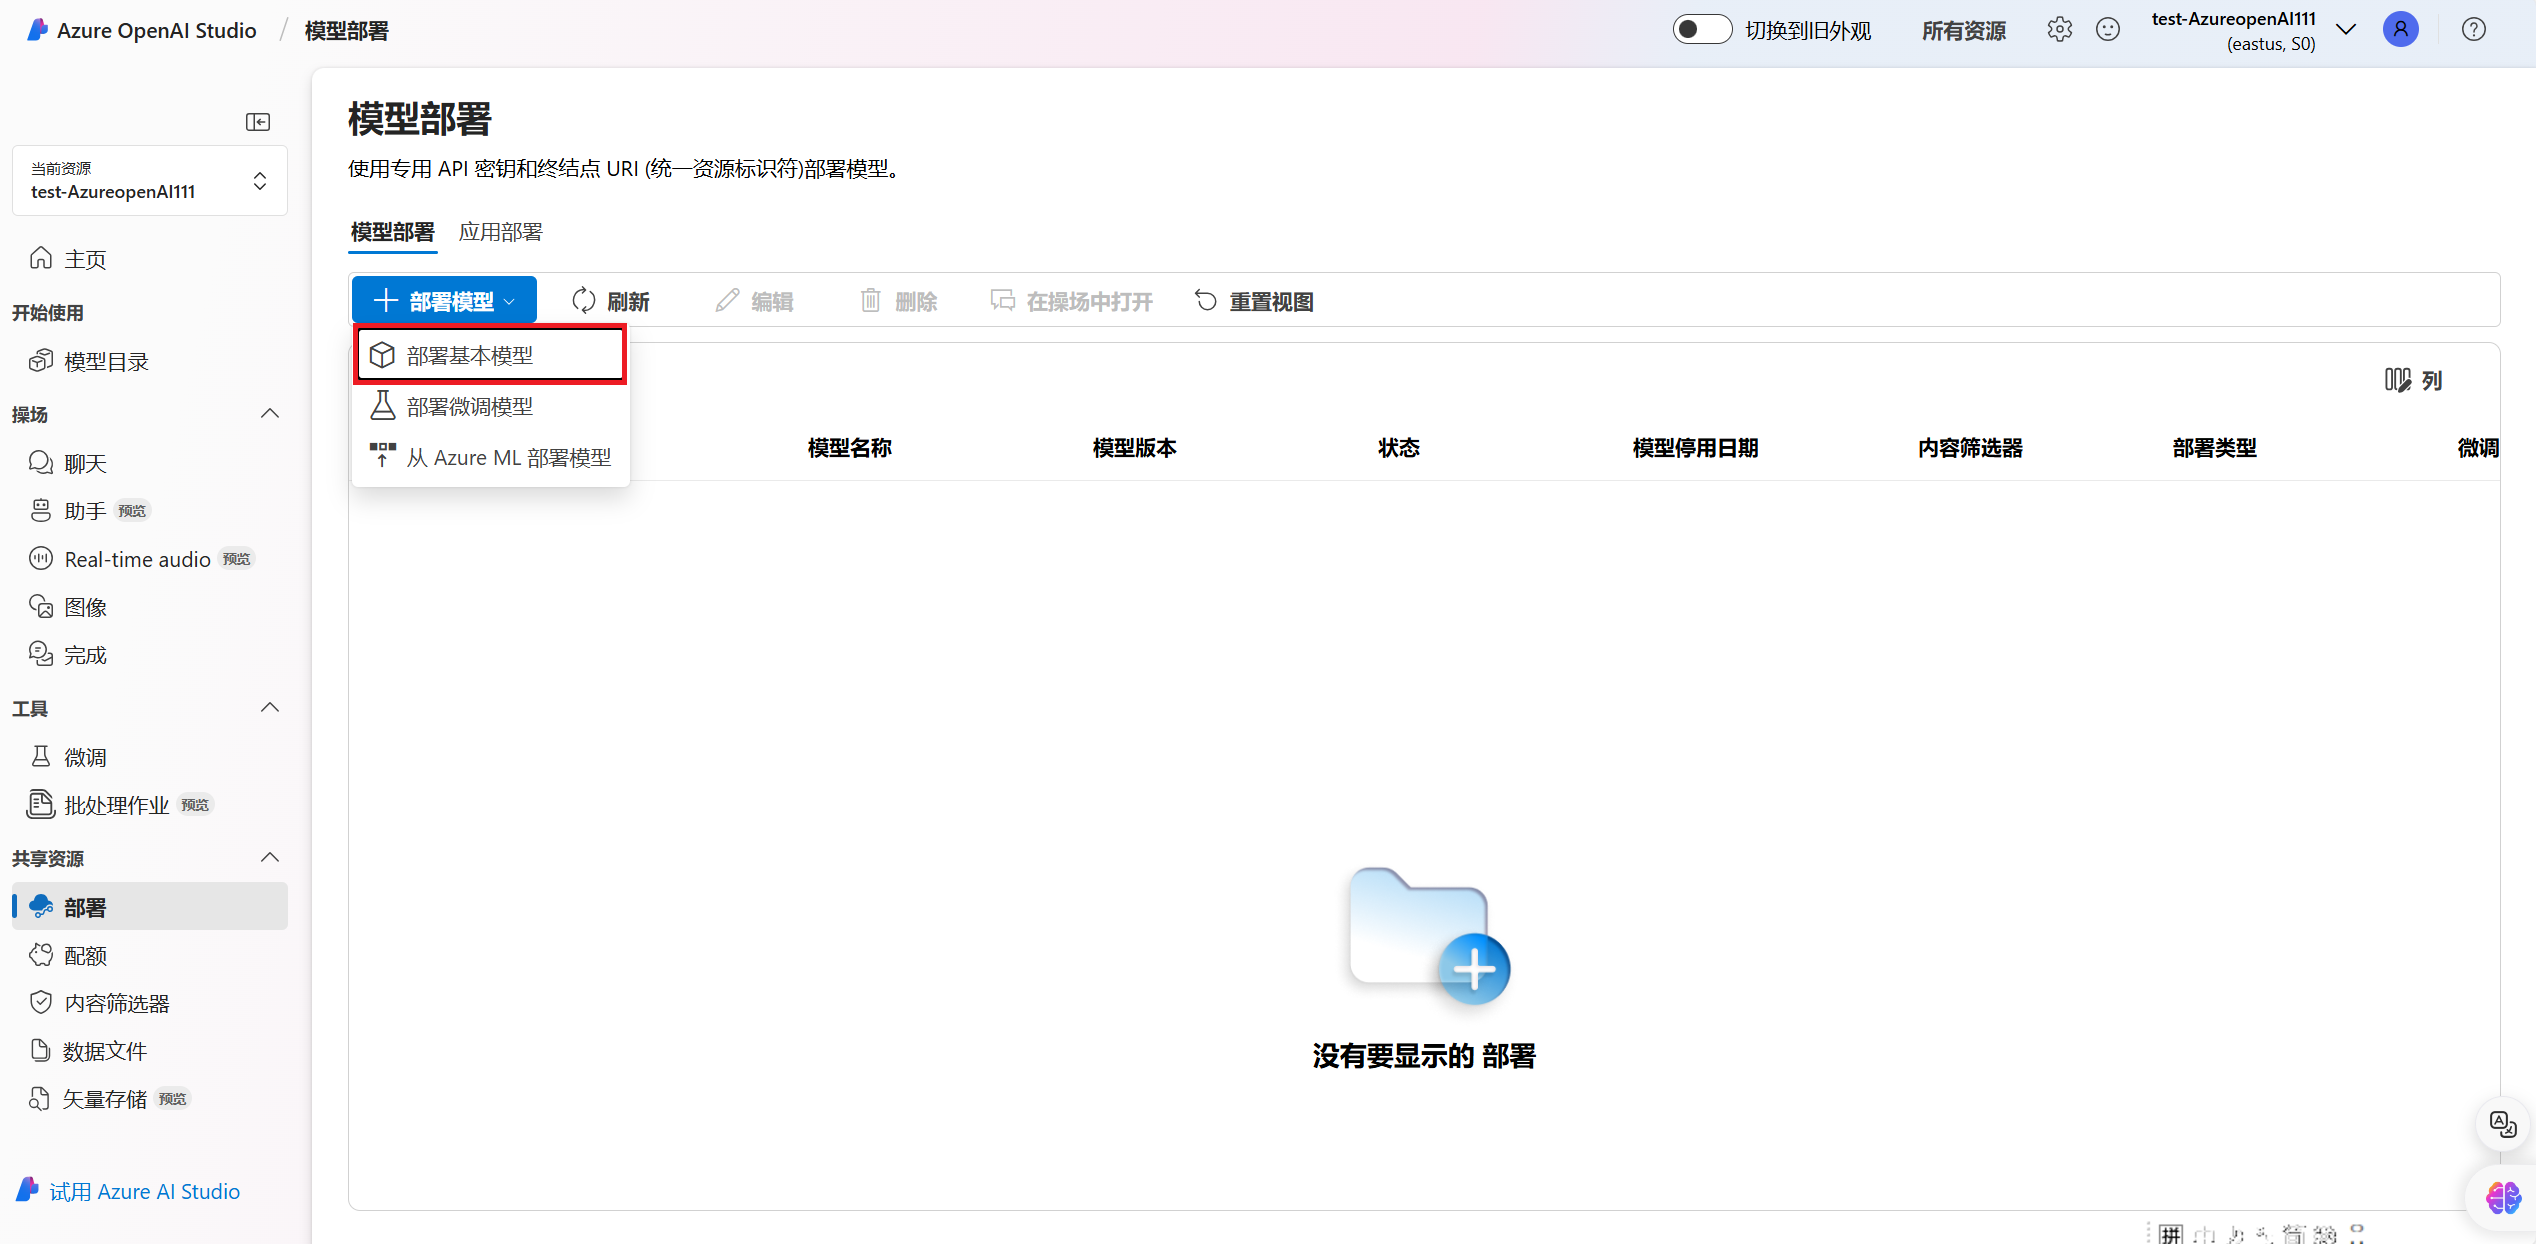 Azure OpenAI Studio / 模型部署
切换到旧外观
所有资源
test-AzureopenAI111
(eastus, S0)
当前资源
test-AzureopenAI111
主页
开始使用
模型目录
操场
聊天
助手 预览
Real-time audio 预览
图像
完成
工具
微调
批处理作业 预览
共享资源
部署
配额
内容筛选器
数据文件
矢量存储 预览
试用 Azure AI Studio
模型部署
使用专用 API 密钥和终结点 URI (统一资源标识符)部署模型。
模型部署 应用部署
部署模型 刷新 编辑 删除 在操场中打开 重置视图
部署基本模型
部署微调模型
从 Azure ML 部署模型
列
模型名称 模型版本 状态 模型停用日期 内容筛选器 部署类型 微调
没有要显示的 部署
拼